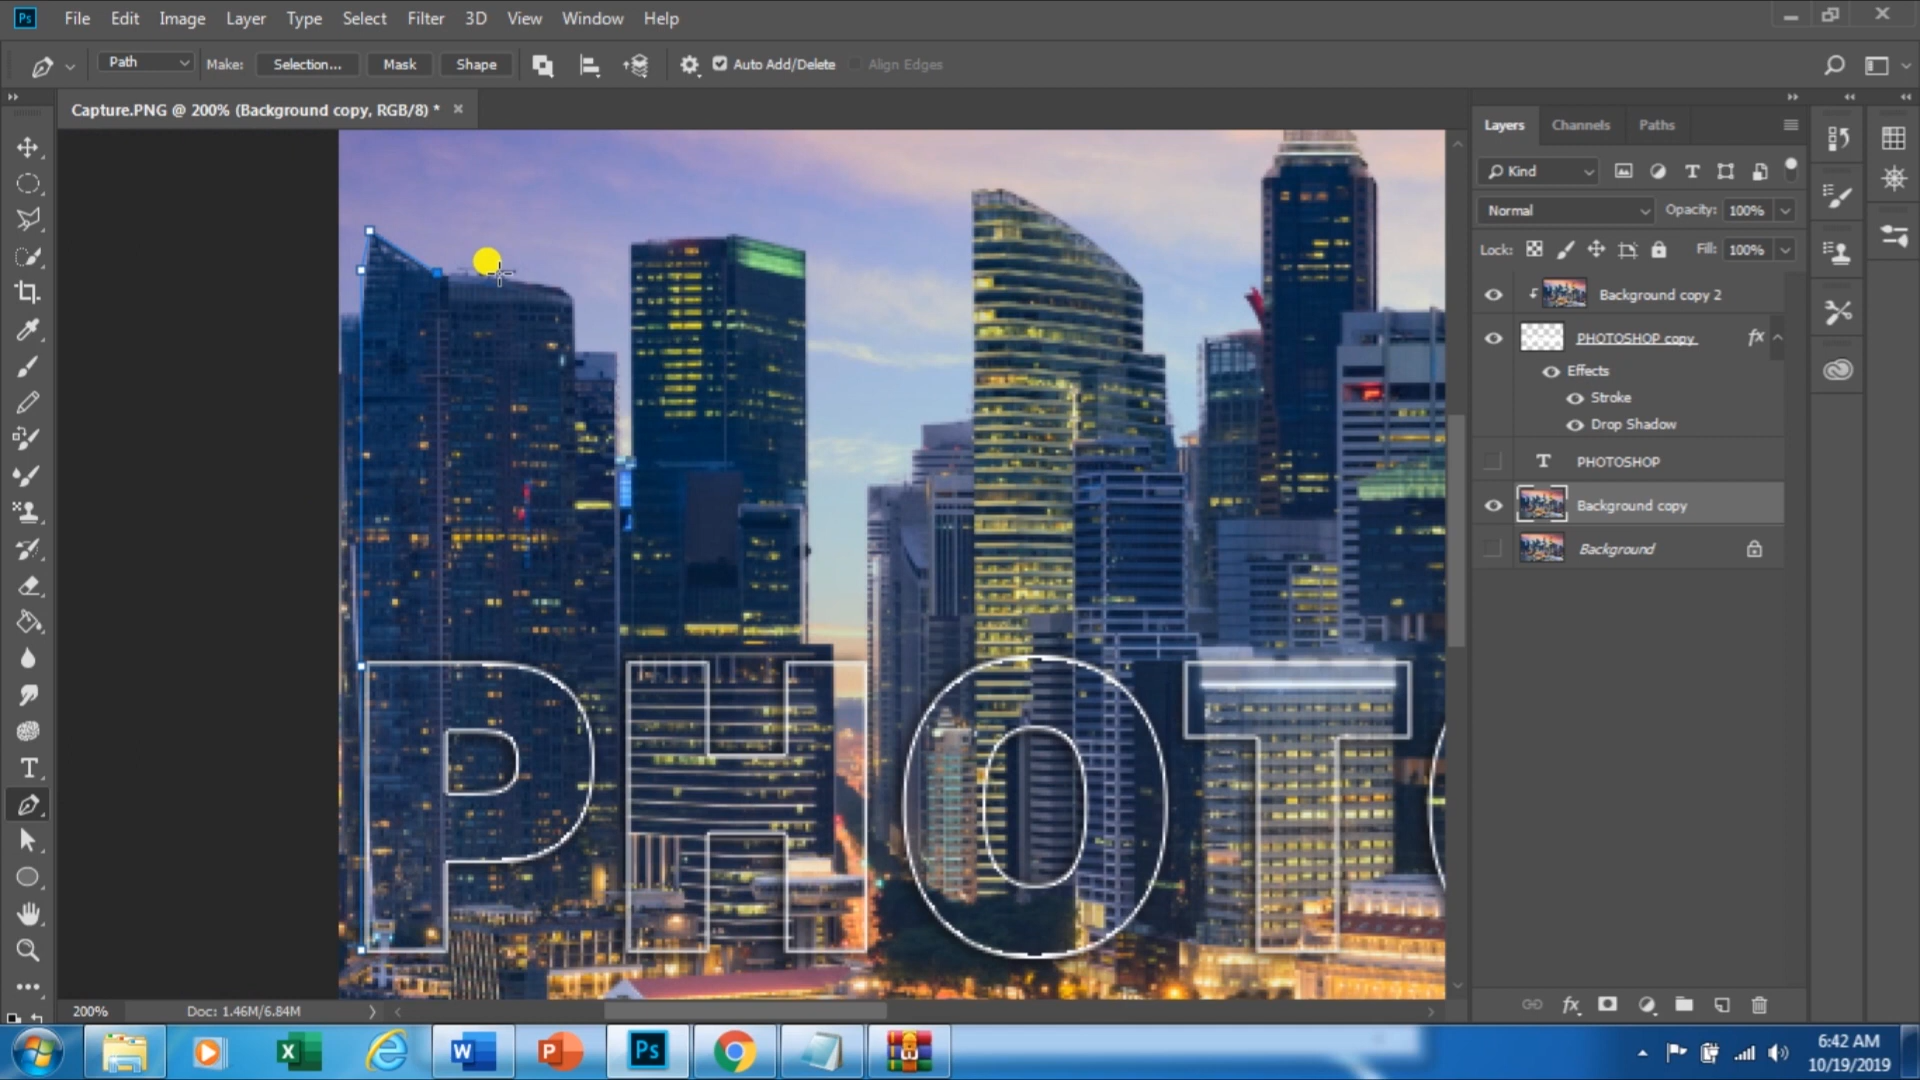 Ps File Edit Image Layer Type Select Filter 3D View Window Help
Path Make: Selection... Mask Shape Auto Add/Delete Align Edges
Capture.PNG @ 200% (Background copy, RGB/8) *
Layers Channels Paths
Kind
Normal Opacity: 100%
Lock: Fill: 100%
Background copy 2
PHOTOSHOP copy fx
Effects
Stroke
Drop Shadow
T PHOTOSHOP
Background copy
Background
PHOT
200% Doc: 1.46M/6.84M
fx
6:42 AM
10/19/2019